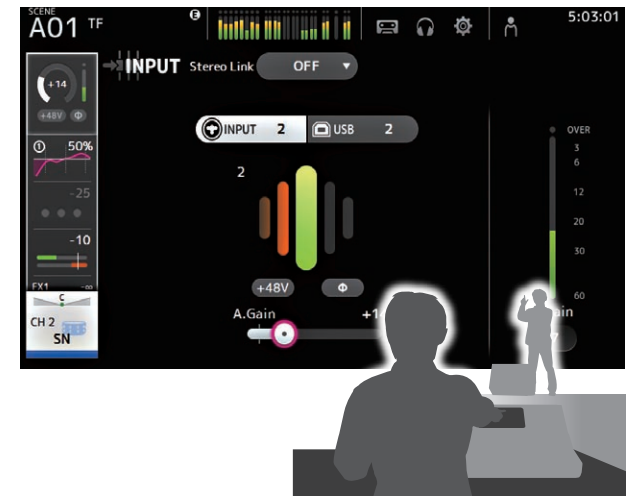 SCENE
A01 TF
E
5:03:01
INPUT Stereo Link OFF
+14
+48V Φ
INPUT 2 USB 2
① 50%
2
-25
-10
FX1 -∞
C
CH 2
SN
+48V Φ
A.Gain
OVER
3
6
12
20
30
60